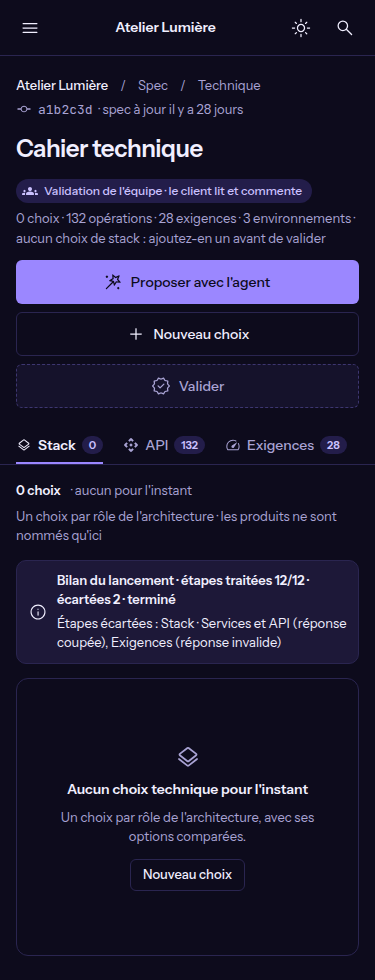 Atelier Lumière
Atelier Lumière / Spec / Technique
a1b2c3d · spec à jour il y a 28 jours
Cahier technique
Validation de l'équipe · le client lit et commente
0 choix · 132 opérations · 28 exigences · 3 environnements ·
aucun choix de stack : ajoutez-en un avant de valider
Proposer avec l'agent
Nouveau choix
Valider
Stack 0 API 132 Exigences 28
0 choix · aucun pour l'instant
Un choix par rôle de l'architecture · les produits ne sont
nommés qu'ici
Bilan du lancement · étapes traitées 12/12 ·
écartées 2 · terminé
Étapes écartées : Stack · Services et API (réponse
coupée), Exigences (réponse invalide)
Aucun choix technique pour l'instant
Un choix par rôle de l'architecture, avec ses
options comparées.
Nouveau choix